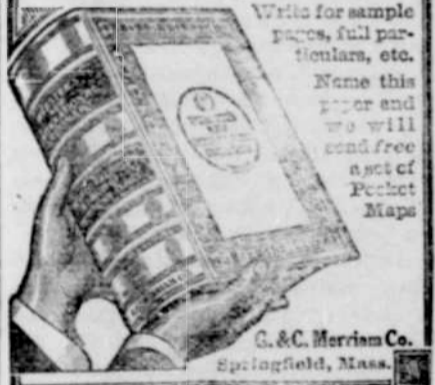 Write for sample
pages, full par-
ticulars, etc.
Name this
paper and
we will
send free
a set of
Pocket
Maps
G. & C. Merriam Co.
Springfield, Mass.